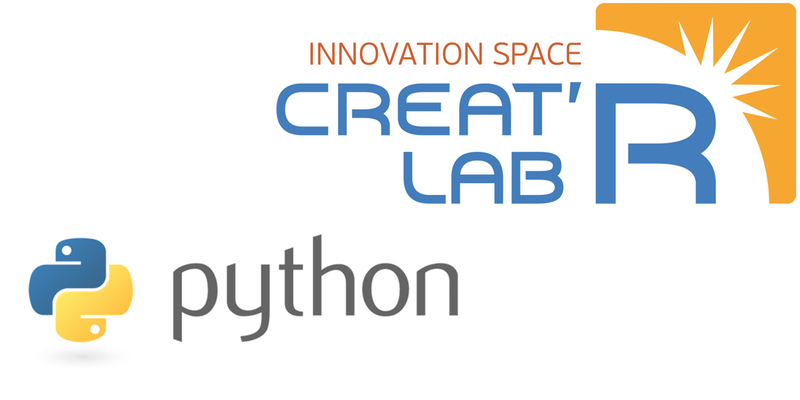 INNOVATION SPACE
CREAT'R
LAB
python